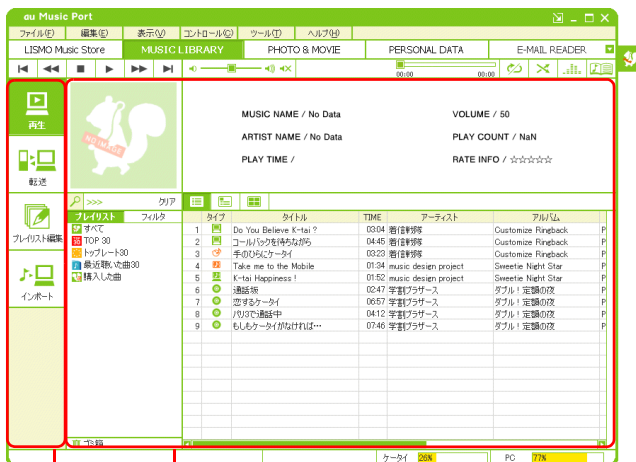 au Music Port
ファイル(F) 編集(E) 表示(V) コントロール(C) ツール(T) ヘルプ(H)
LISMO Music Store MUSIC LIBRARY PHOTO & MOVIE PERSONAL DATA E-MAIL READER
00:00 00:00
再生
転送
プレイリスト編集
インポート
NO IMAGE
MUSIC NAME / No Data VOLUME / 50
ARTIST NAME / No Data PLAY COUNT / NaN
PLAY TIME / RATE INFO / ☆☆☆☆☆
>>> クリア
プレイリスト フィルタ
すべて
TOP 30
トップレート30
最近聴いた曲30
購入した曲
ゴミ箱
タイプ タイトル TIME アーティスト アルバム
1 Do You Believe K-tai ? 03:04 着信戦隊 Customize Ringback P
2 コールバックを待ちながら 04:45 着信戦隊 Customize Ringback P
3 手のひらにケータイ 03:23 着信戦隊 Customize Ringback P
4 Take me to the Mobile 01:34 music design project Sweetie Night Star P
5 K-tai Happiness ! 01:52 music design project Sweetie Night Star P
6 通話坂 02:47 学割ブラザース ダブル！定額の夜 P
7 恋するケータイ 06:57 学割ブラザース ダブル！定額の夜 P
8 バリ3で通話中 04:12 学割ブラザース ダブル！定額の夜 P
9 もしもケータイがなければ… 07:46 学割ブラザース ダブル！定額の夜 P
ケータイ 26% PC 77%